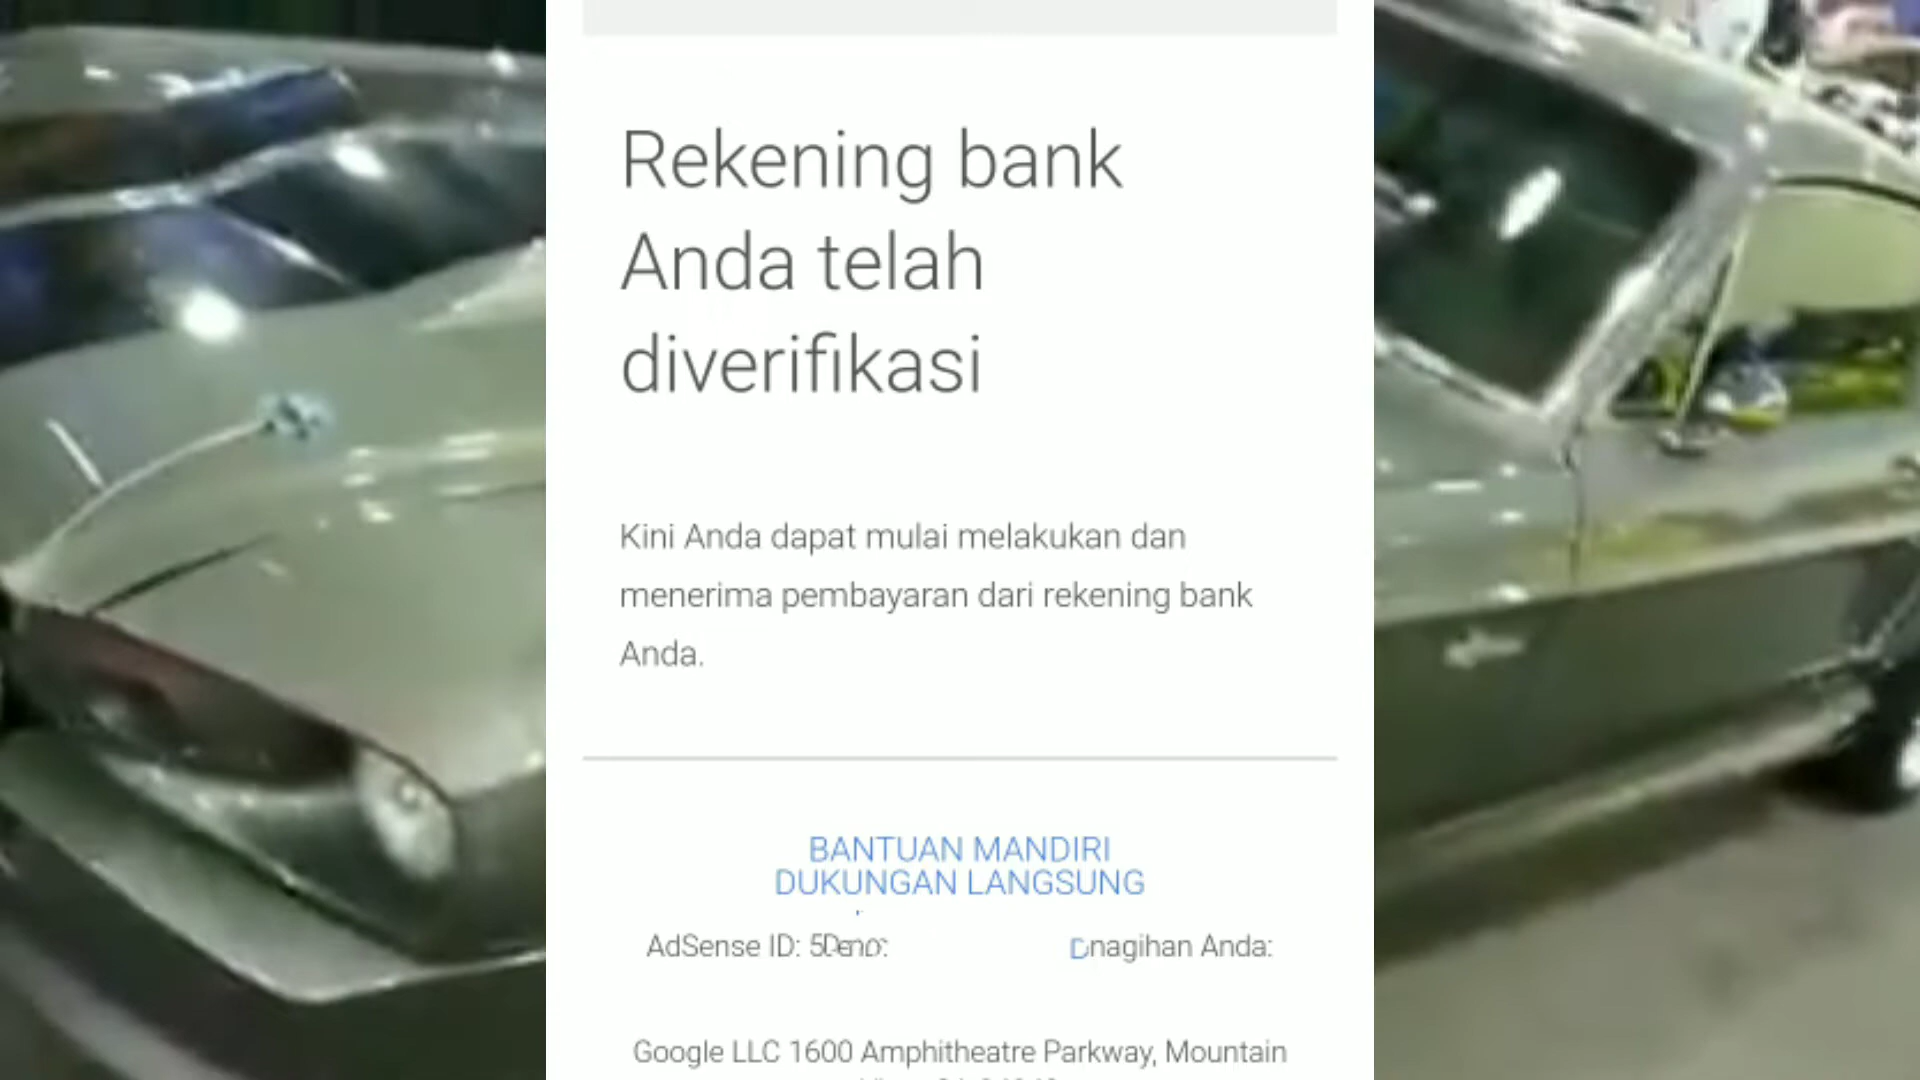 Rekening bank
Anda telah
diverifikasi
Kini Anda dapat mulai melakukan dan
menerima pembayaran dari rekening bank
Anda.
BANTUAN MANDIRI
DUKUNGAN LANGSUNG
AdSense ID: Anda:
Google LLC 1600 Amphitheatre Parkway, Mountain